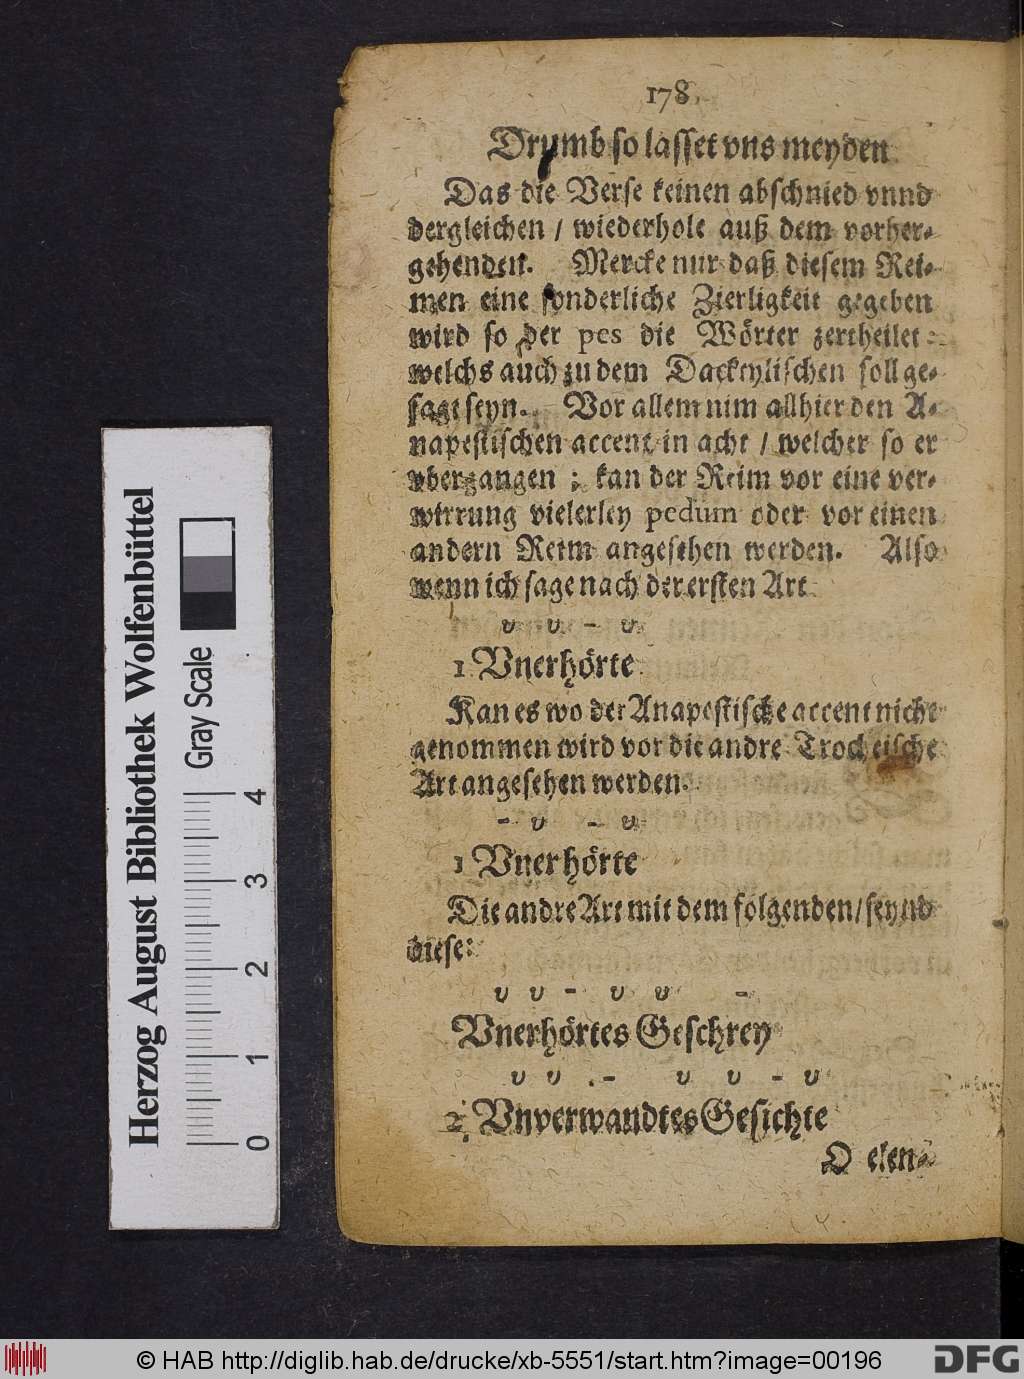 178.
Drumb so lasset vns meyden
Das die Verse keinen abschnied vnnd
dergleichen / wiederhole auß dem vorher-
gehenden. Mercke nur daß diesem Rei-
men eine sonderliche Zierligkeit gegeben
wird so der pes die Wörter zertheilet:
welchs auch zu dem Dacktylischen soll ge-
sagt seyn. Vor allem nim allhier den A-
napestischen accent in acht / welcher so er
vbergangen ; kan der Reim vor eine ver-
wirrung vielerley pedum oder vor einen
andern Reim angesehen werden. Also
wenn ich sage nach der ersten Art
υ υ - υ
1 Vnerhörte
Kan es wo der Anapestische accent nicht
genommen wird vor die andre Trocheische
Art angesehen werden.
- υ - υ
1 Vnerhörte
Die andre Art mit dem folgenden/ seynd
diese:
υ υ - υ υ -
Vnerhörtes Geschrey
υ υ - υ υ - υ
2. Vnverwandtes Gesichte
O elen-
Herzog August Bibliothek Wolfenbüttel
Gray Scale
4
3
2
1
0
© HAB http://diglib.hab.de/drucke/xb-5551/start.htm?image=00196
DFG